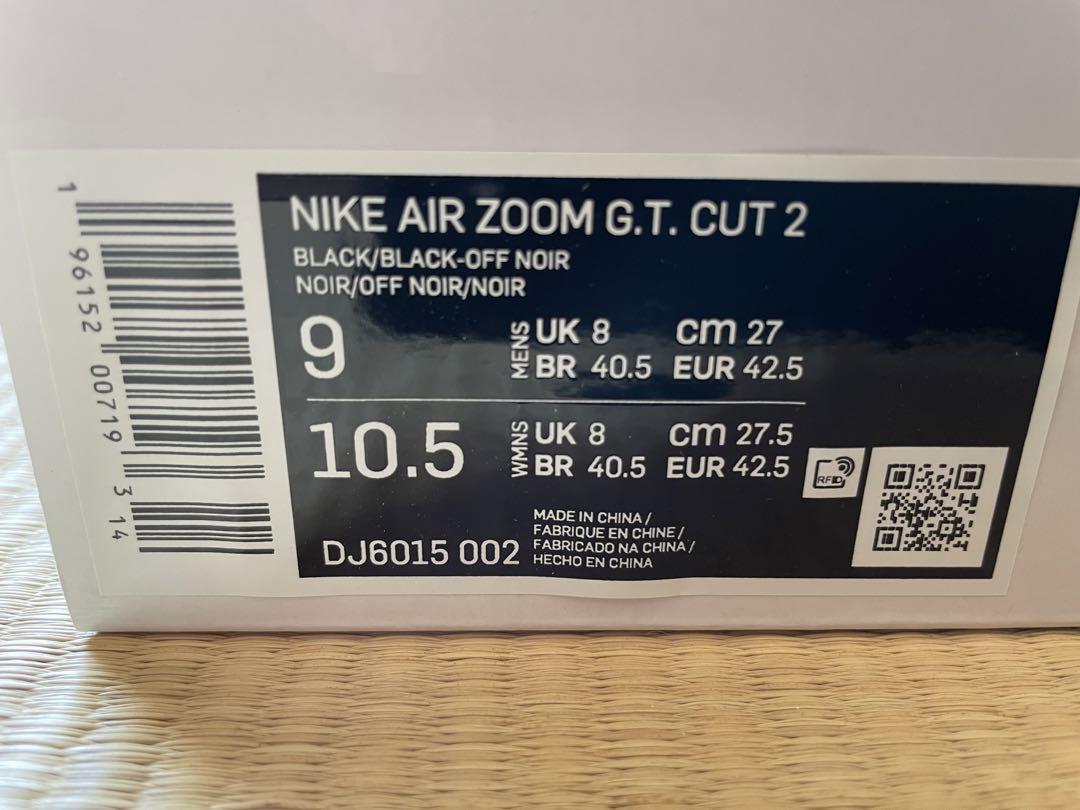 NIKE AIR ZOOM G.T. CUT 2
BLACK/BLACK-OFF NOIR
NOIR/OFF NOIR/NOIR
9 MENS UK 8 cm 27
BR 40.5 EUR 42.5
10.5 WMNS UK 8 cm 27.5
BR 40.5 EUR 42.5
RFID
DJ6015 002
MADE IN CHINA /
FABRIQUE EN CHINE /
FABRICADO NA CHINA /
HECHO EN CHINA
1 96152 00719 3 14